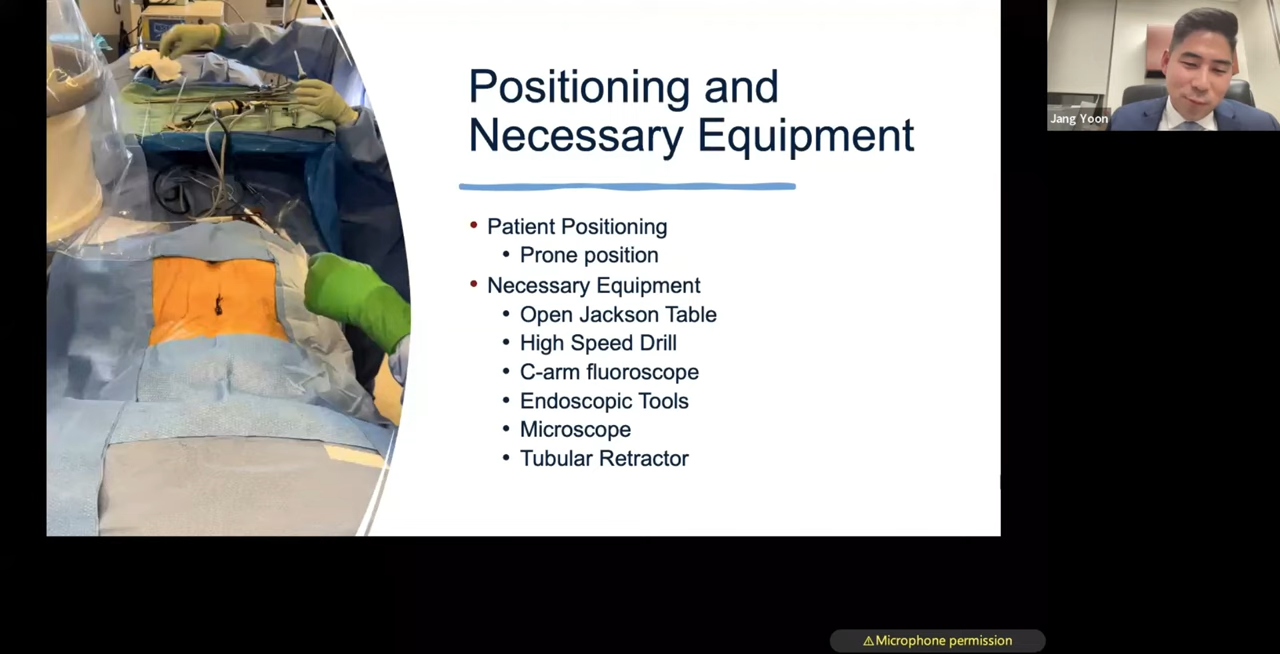 Positioning and
Necessary Equipment
• Patient Positioning
• Prone position
• Necessary Equipment
• Open Jackson Table
• High Speed Drill
• C-arm fluoroscope
• Endoscopic Tools
• Microscope
• Tubular Retractor
Jang Yoon
⚠Microphone permission